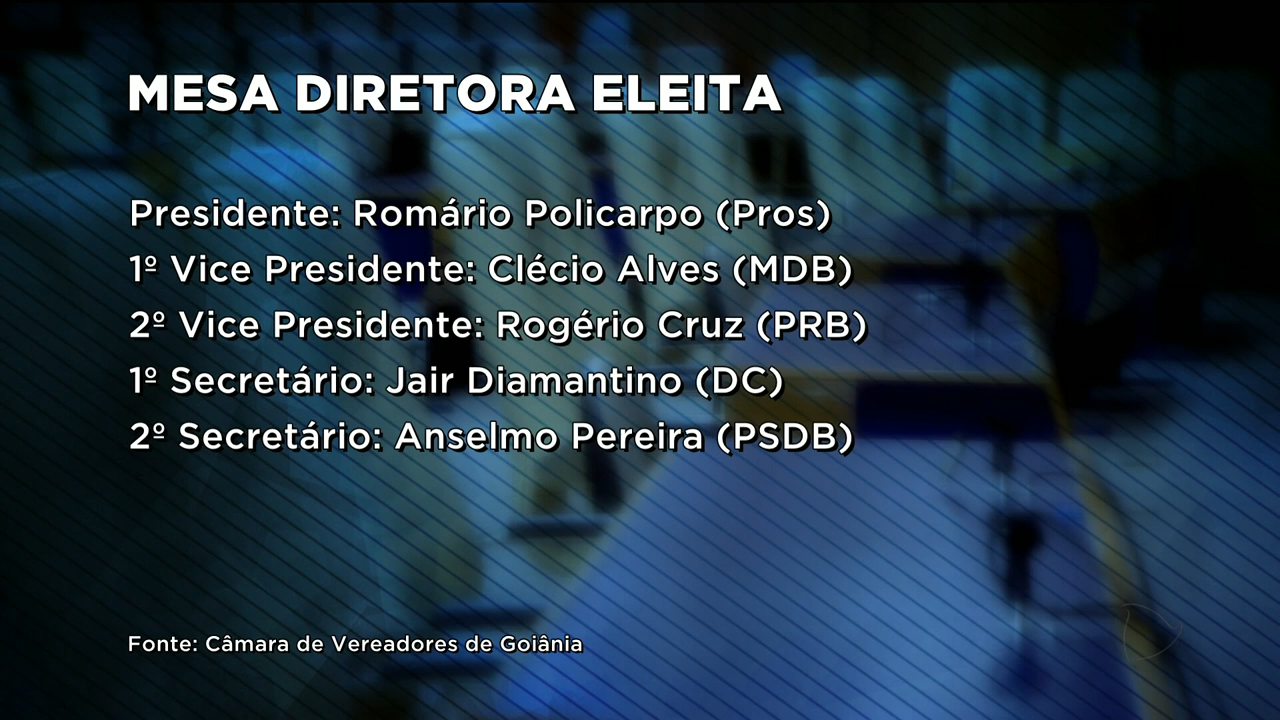 MESA DIRETORA ELEITA
Presidente: Romário Policarpo (Pros)
1º Vice Presidente: Clécio Alves (MDB)
2º Vice Presidente: Rogério Cruz (PRB)
1º Secretário: Jair Diamantino (DC)
2º Secretário: Anselmo Pereira (PSDB)
Fonte: Câmara de Vereadores de Goiânia